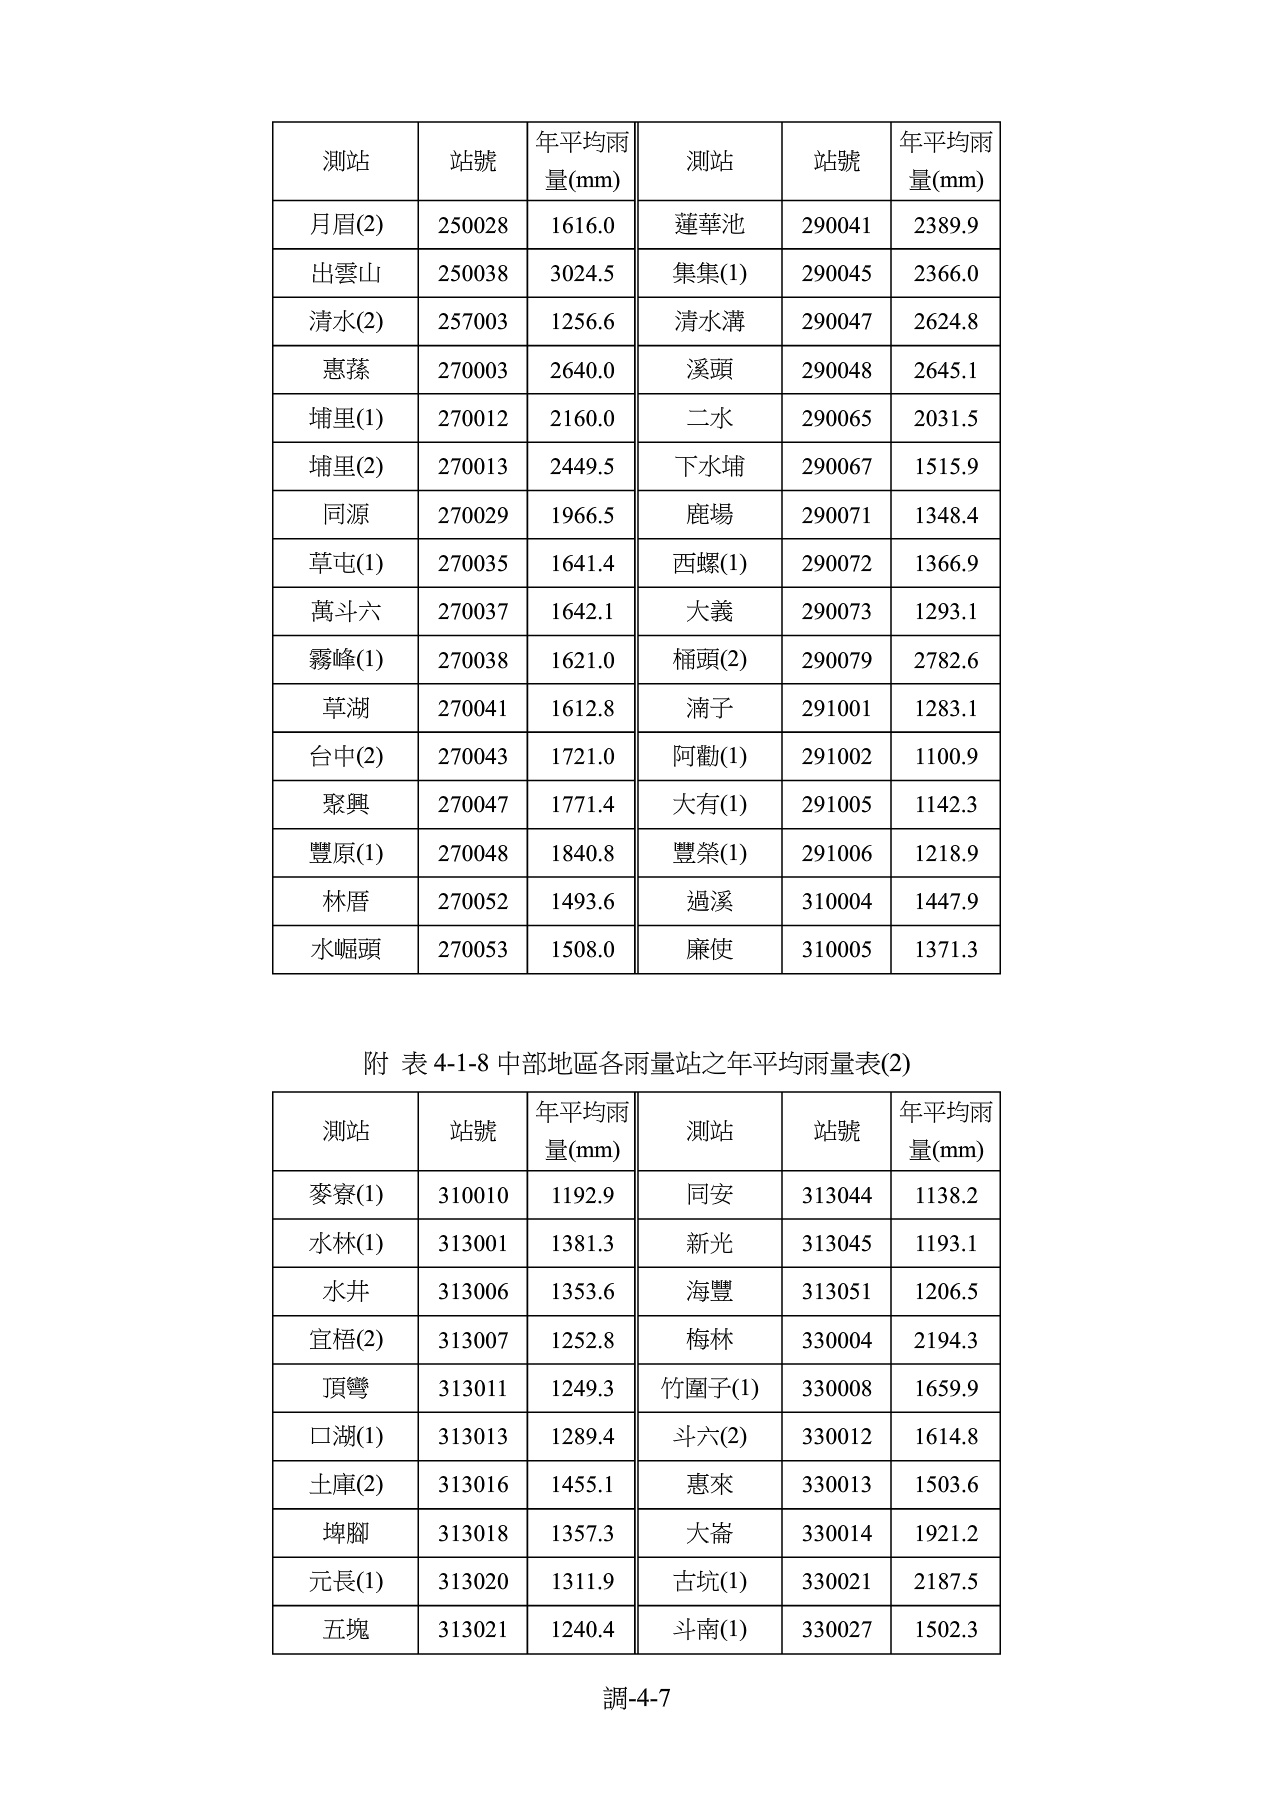 測站 站號 年平均雨量(mm) 測站 站號 年平均雨量(mm)
月眉(2) 250028 1616.0 蓮華池 290041 2389.9
出雲山 250038 3024.5 集集(1) 290045 2366.0
清水(2) 257003 1256.6 清水溝 290047 2624.8
惠蓀 270003 2640.0 溪頭 290048 2645.1
埔里(1) 270012 2160.0 二水 290065 2031.5
埔里(2) 270013 2449.5 下水埔 290067 1515.9
同源 270029 1966.5 鹿場 290071 1348.4
草屯(1) 270035 1641.4 西螺(1) 290072 1366.9
萬斗六 270037 1642.1 大義 290073 1293.1
霧峰(1) 270038 1621.0 桶頭(2) 290079 2782.6
草湖 270041 1612.8 湳子 291001 1283.1
台中(2) 270043 1721.0 阿勸(1) 291002 1100.9
聚興 270047 1771.4 大有(1) 291005 1142.3
豐原(1) 270048 1840.8 豐榮(1) 291006 1218.9
林厝 270052 1493.6 過溪 310004 1447.9
水崛頭 270053 1508.0 廉使 310005 1371.3
附 表 4-1-8 中部地區各雨量站之年平均雨量表(2)
測站 站號 年平均雨量(mm) 測站 站號 年平均雨量(mm)
麥寮(1) 310010 1192.9 同安 313044 1138.2
水林(1) 313001 1381.3 新光 313045 1193.1
水井 313006 1353.6 海豐 313051 1206.5
宜梧(2) 313007 1252.8 梅林 330004 2194.3
頂彎 313011 1249.3 竹圍子(1) 330008 1659.9
口湖(1) 313013 1289.4 斗六(2) 330012 1614.8
土庫(2) 313016 1455.1 惠來 330013 1503.6
埤腳 313018 1357.3 大崙 330014 1921.2
元長(1) 313020 1311.9 古坑(1) 330021 2187.5
五塊 313021 1240.4 斗南(1) 330027 1502.3
調-4-7